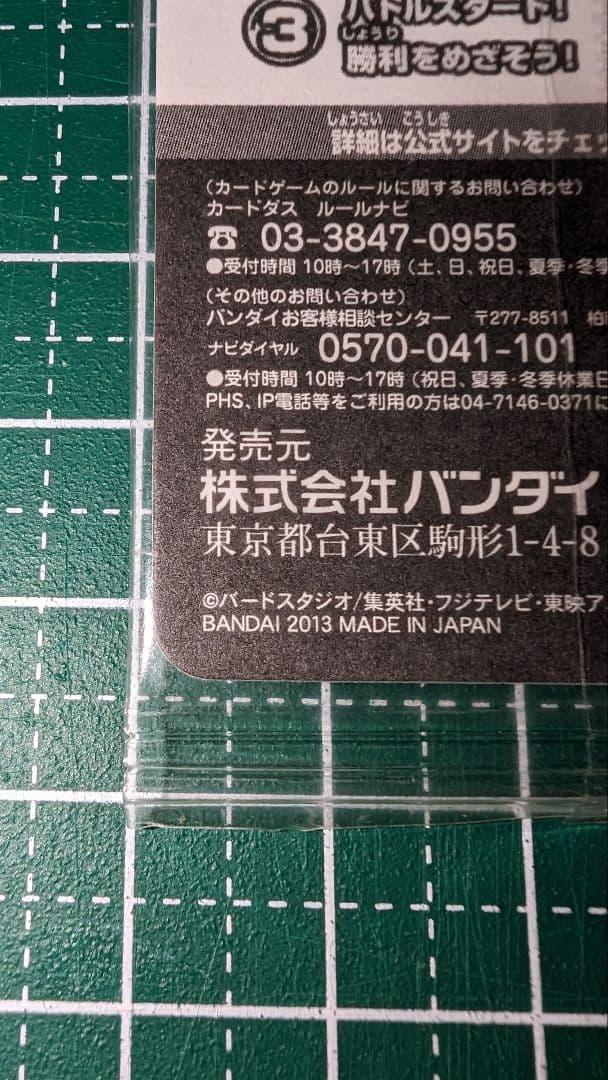 ③ バトルスタート!
しょうり
勝利をめざそう!
しょうさい こうしき
詳細は公式サイトをチェッ
(カードゲームのルールに関するお問い合わせ)
カードダス ルールナビ
☎ 03-3847-0955
●受付時間 10時〜17時(土、日、祝日、夏季・冬季
(その他のお問い合わせ)
バンダイお客様相談センター 〒277-8511 柏
ナビダイヤル 0570-041-101
●受付時間 10時〜17時(祝日、夏季・冬季休業日
PHS、IP電話等をご利用の方は04-7146-0371に
発売元
株式会社バンダイ
東京都台東区駒形1-4-8
©バードスタジオ/集英社・フジテレビ・東映ア
BANDAI 2013 MADE IN JAPAN